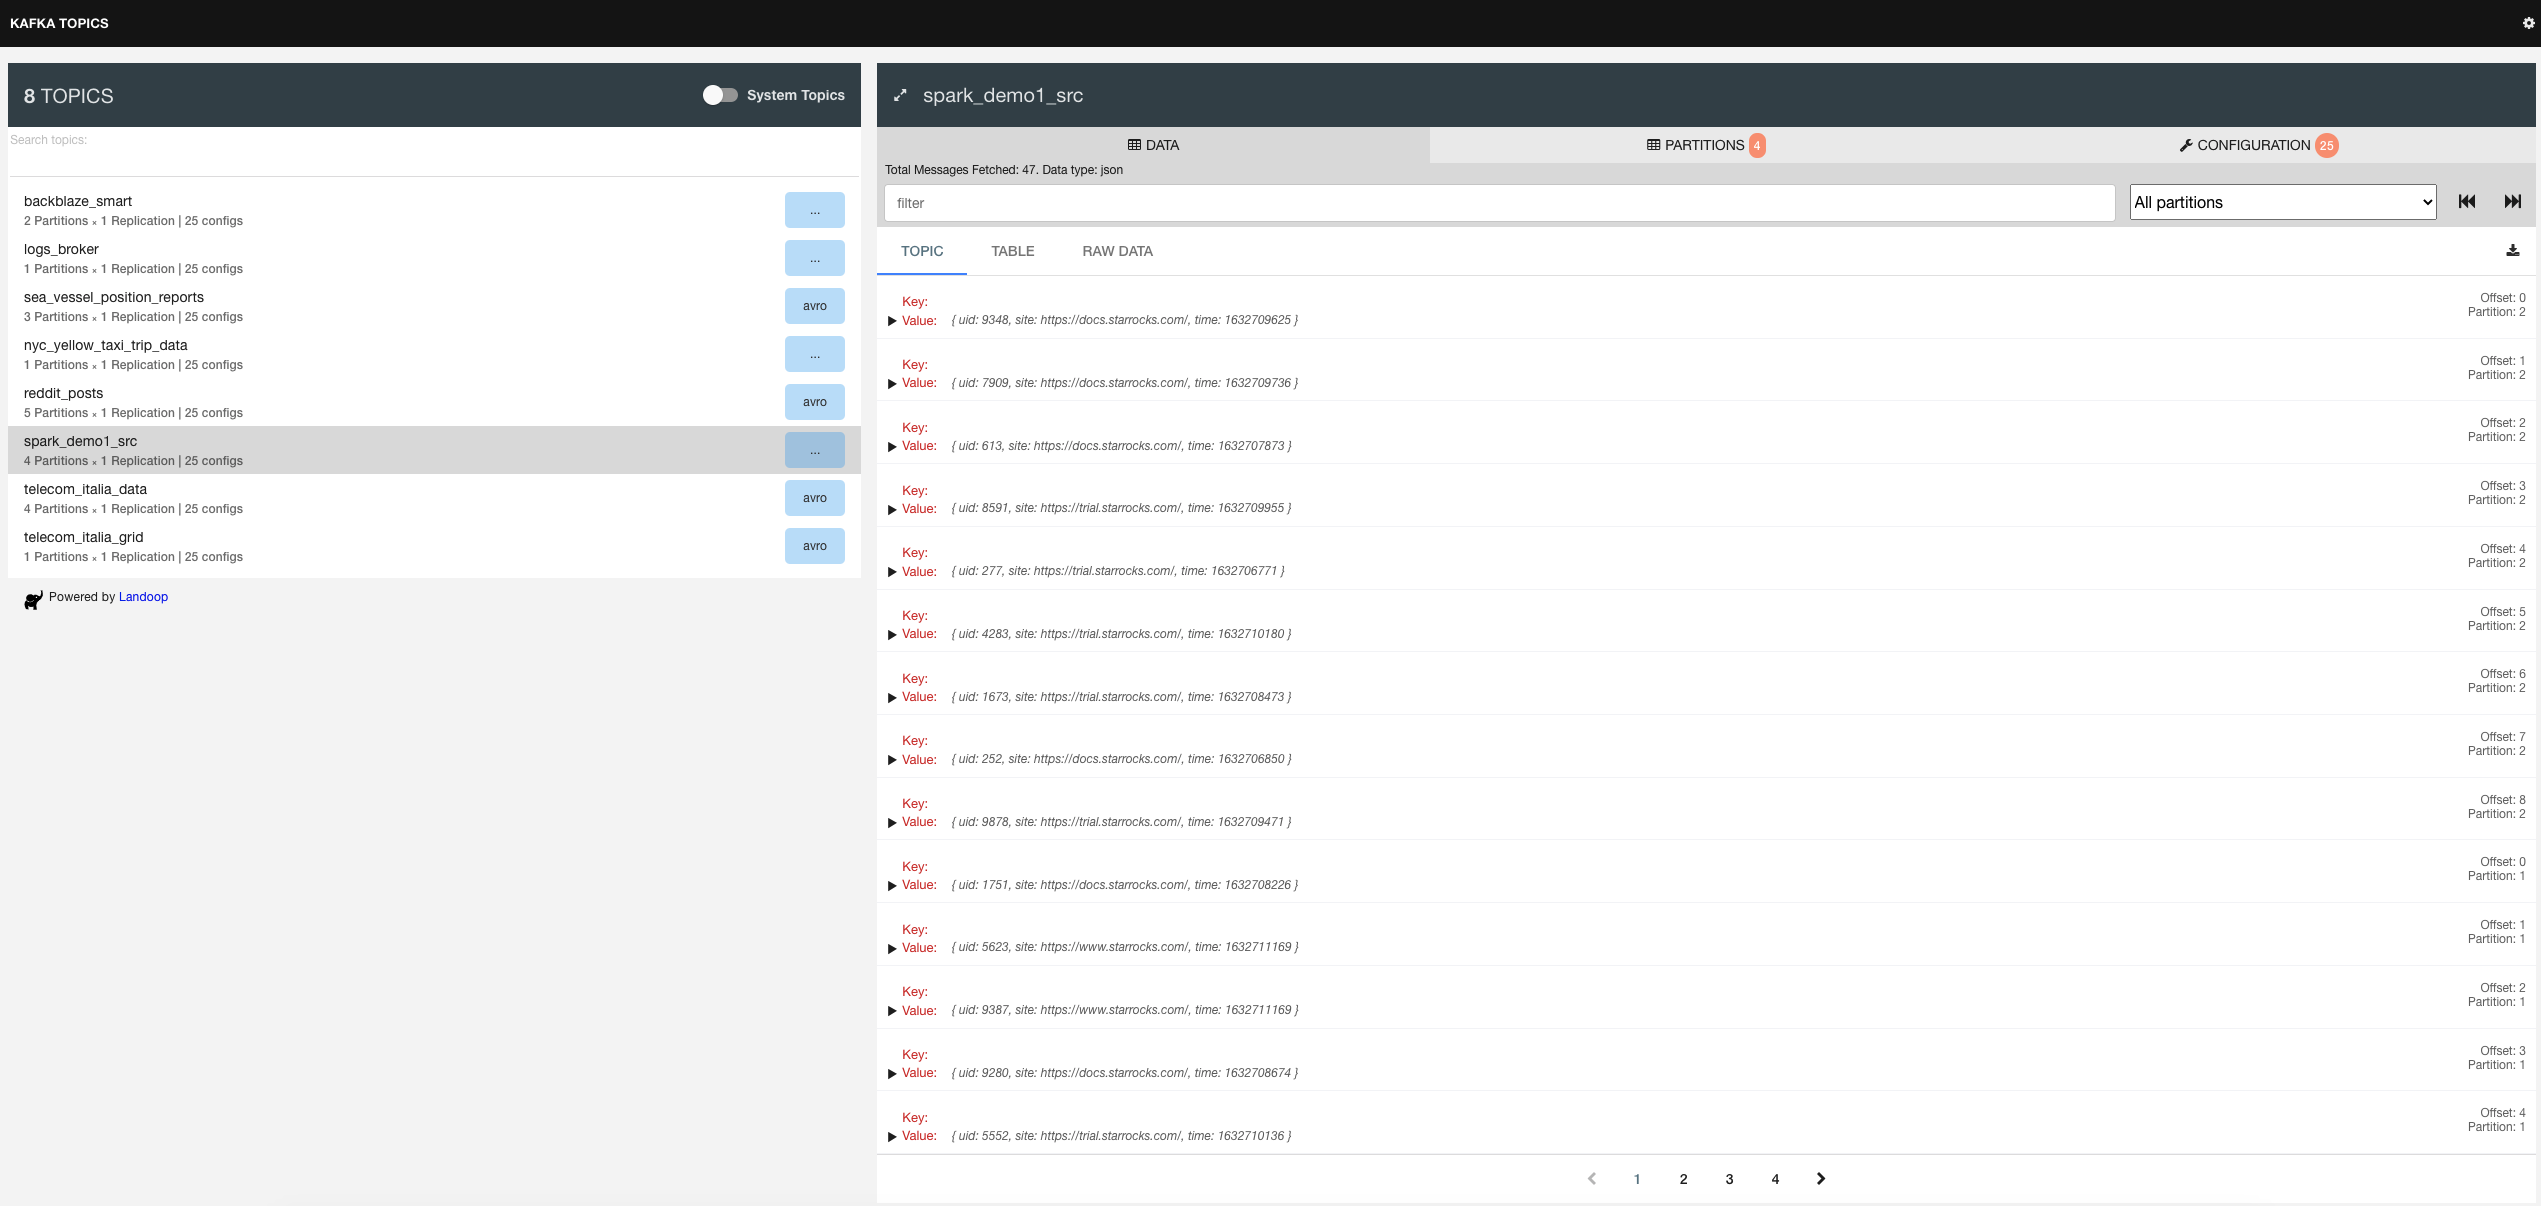 KAFKA TOPICS
8 TOPICS
System Topics
Search topics:
backblaze_smart
2 Partitions × 1 Replication | 25 configs
...
logs_broker
1 Partitions × 1 Replication | 25 configs
...
sea_vessel_position_reports
3 Partitions × 1 Replication | 25 configs
avro
nyc_yellow_taxi_trip_data
1 Partitions × 1 Replication | 25 configs
...
reddit_posts
5 Partitions × 1 Replication | 25 configs
avro
spark_demo1_src
4 Partitions × 1 Replication | 25 configs
...
telecom_italia_data
4 Partitions × 1 Replication | 25 configs
avro
telecom_italia_grid
1 Partitions × 1 Replication | 25 configs
avro
Powered by Landoop
spark_demo1_src
DATA
PARTITIONS 4
CONFIGURATION 25
Total Messages Fetched: 47. Data type: json
filter
All partitions
TOPIC TABLE RAW DATA
Key:
Value: { uid: 9348, site: https://docs.starrocks.com/, time: 1632709625 }
Offset: 0
Partition: 2
Key:
Value: { uid: 7909, site: https://docs.starrocks.com/, time: 1632709736 }
Offset: 1
Partition: 2
Key:
Value: { uid: 613, site: https://docs.starrocks.com/, time: 1632707873 }
Offset: 2
Partition: 2
Key:
Value: { uid: 8591, site: https://trial.starrocks.com/, time: 1632709955 }
Offset: 3
Partition: 2
Key:
Value: { uid: 277, site: https://trial.starrocks.com/, time: 1632706771 }
Offset: 4
Partition: 2
Key:
Value: { uid: 4283, site: https://trial.starrocks.com/, time: 1632710180 }
Offset: 5
Partition: 2
Key:
Value: { uid: 1673, site: https://trial.starrocks.com/, time: 1632708473 }
Offset: 6
Partition: 2
Key:
Value: { uid: 252, site: https://docs.starrocks.com/, time: 1632706850 }
Offset: 7
Partition: 2
Key:
Value: { uid: 9878, site: https://trial.starrocks.com/, time: 1632709471 }
Offset: 8
Partition: 2
Key:
Value: { uid: 1751, site: https://docs.starrocks.com/, time: 1632708226 }
Offset: 0
Partition: 1
Key:
Value: { uid: 5623, site: https://www.starrocks.com/, time: 1632711169 }
Offset: 1
Partition: 1
Key:
Value: { uid: 9387, site: https://www.starrocks.com/, time: 1632711169 }
Offset: 2
Partition: 1
Key:
Value: { uid: 9280, site: https://docs.starrocks.com/, time: 1632708674 }
Offset: 3
Partition: 1
Key:
Value: { uid: 5552, site: https://trial.starrocks.com/, time: 1632710136 }
Offset: 4
Partition: 1
1 2 3 4